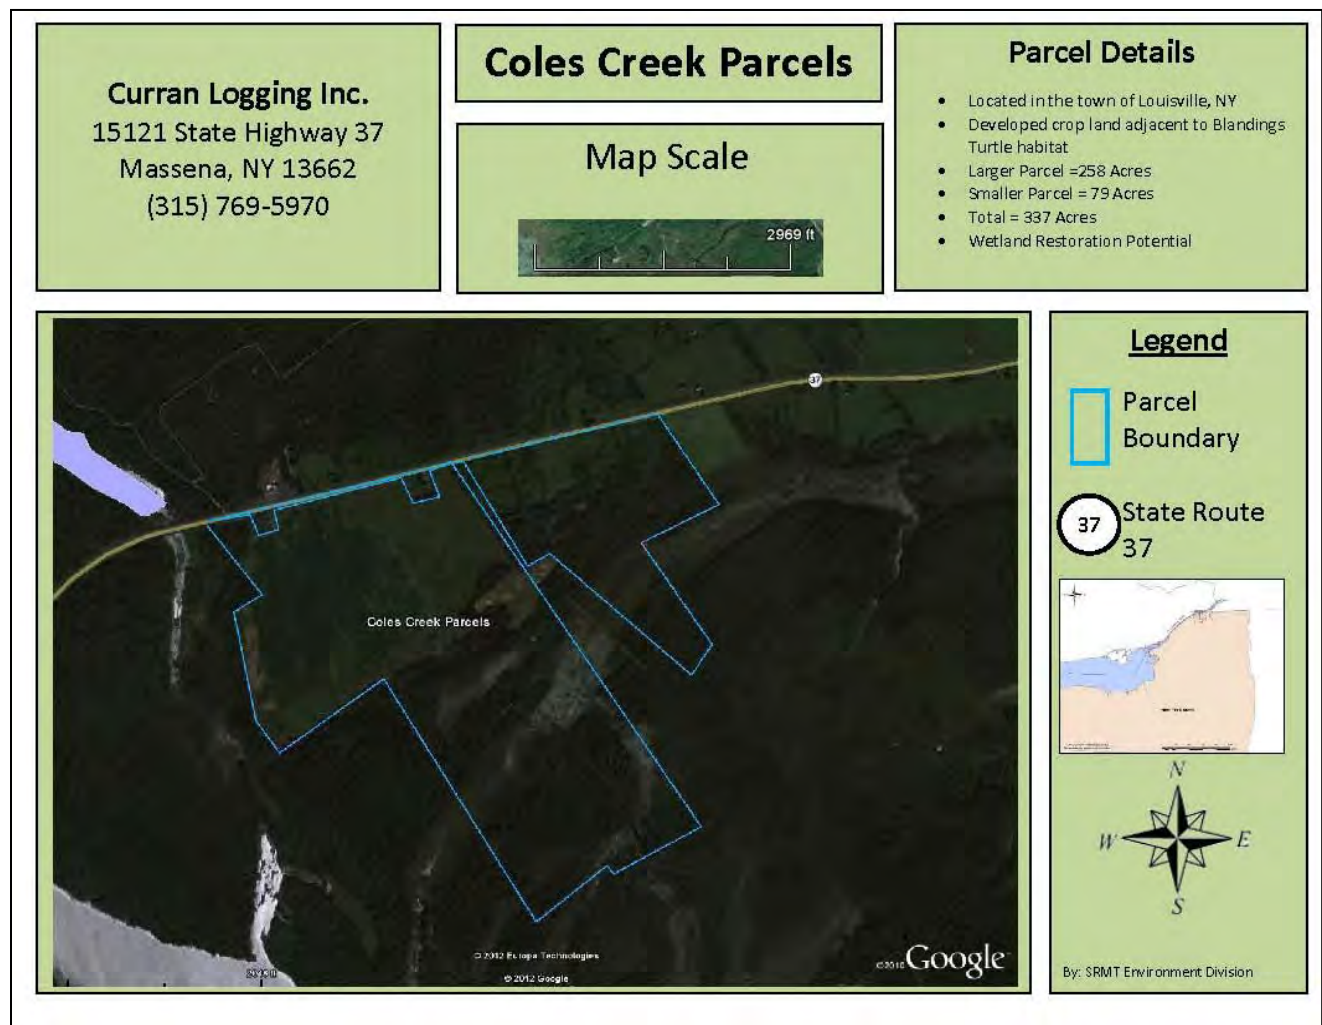 Curran Logging Inc.
15121 State Highway 37
Massena, NY 13662
(315) 769-5970
Coles Creek Parcels
Map Scale
2969 ft
Parcel Details
• Located in the town of Louisville, NY
• Developed crop land adjacent to Blandings
Turtle habitat
• Larger Parcel =258 Acres
• Smaller Parcel = 79 Acres
• Total = 337 Acres
• Wetland Restoration Potential
37
Coles Creek Parcels
© 2012 Europa Technologies
© 2012 Google
©2010 Google
Legend
Parcel
Boundary
37
State Route
37
N
W
E
S
By: SRMT Environment Division